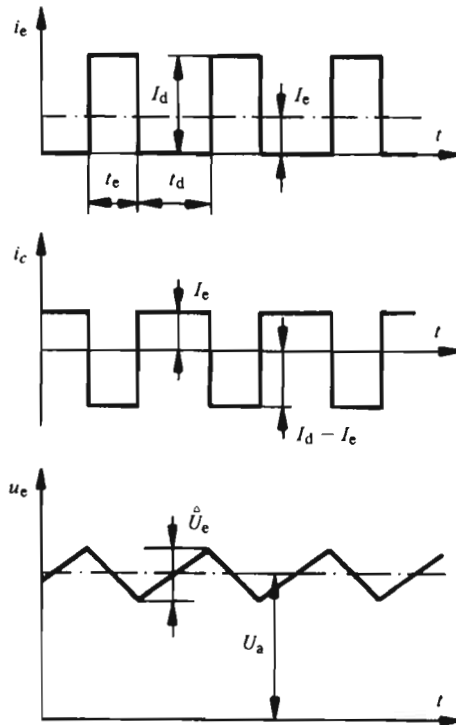 i_e
I_d
I_e
t
t_e
t_d
i_c
I_e
t
I_d − I_e
u_e
Û_e
U_a
t